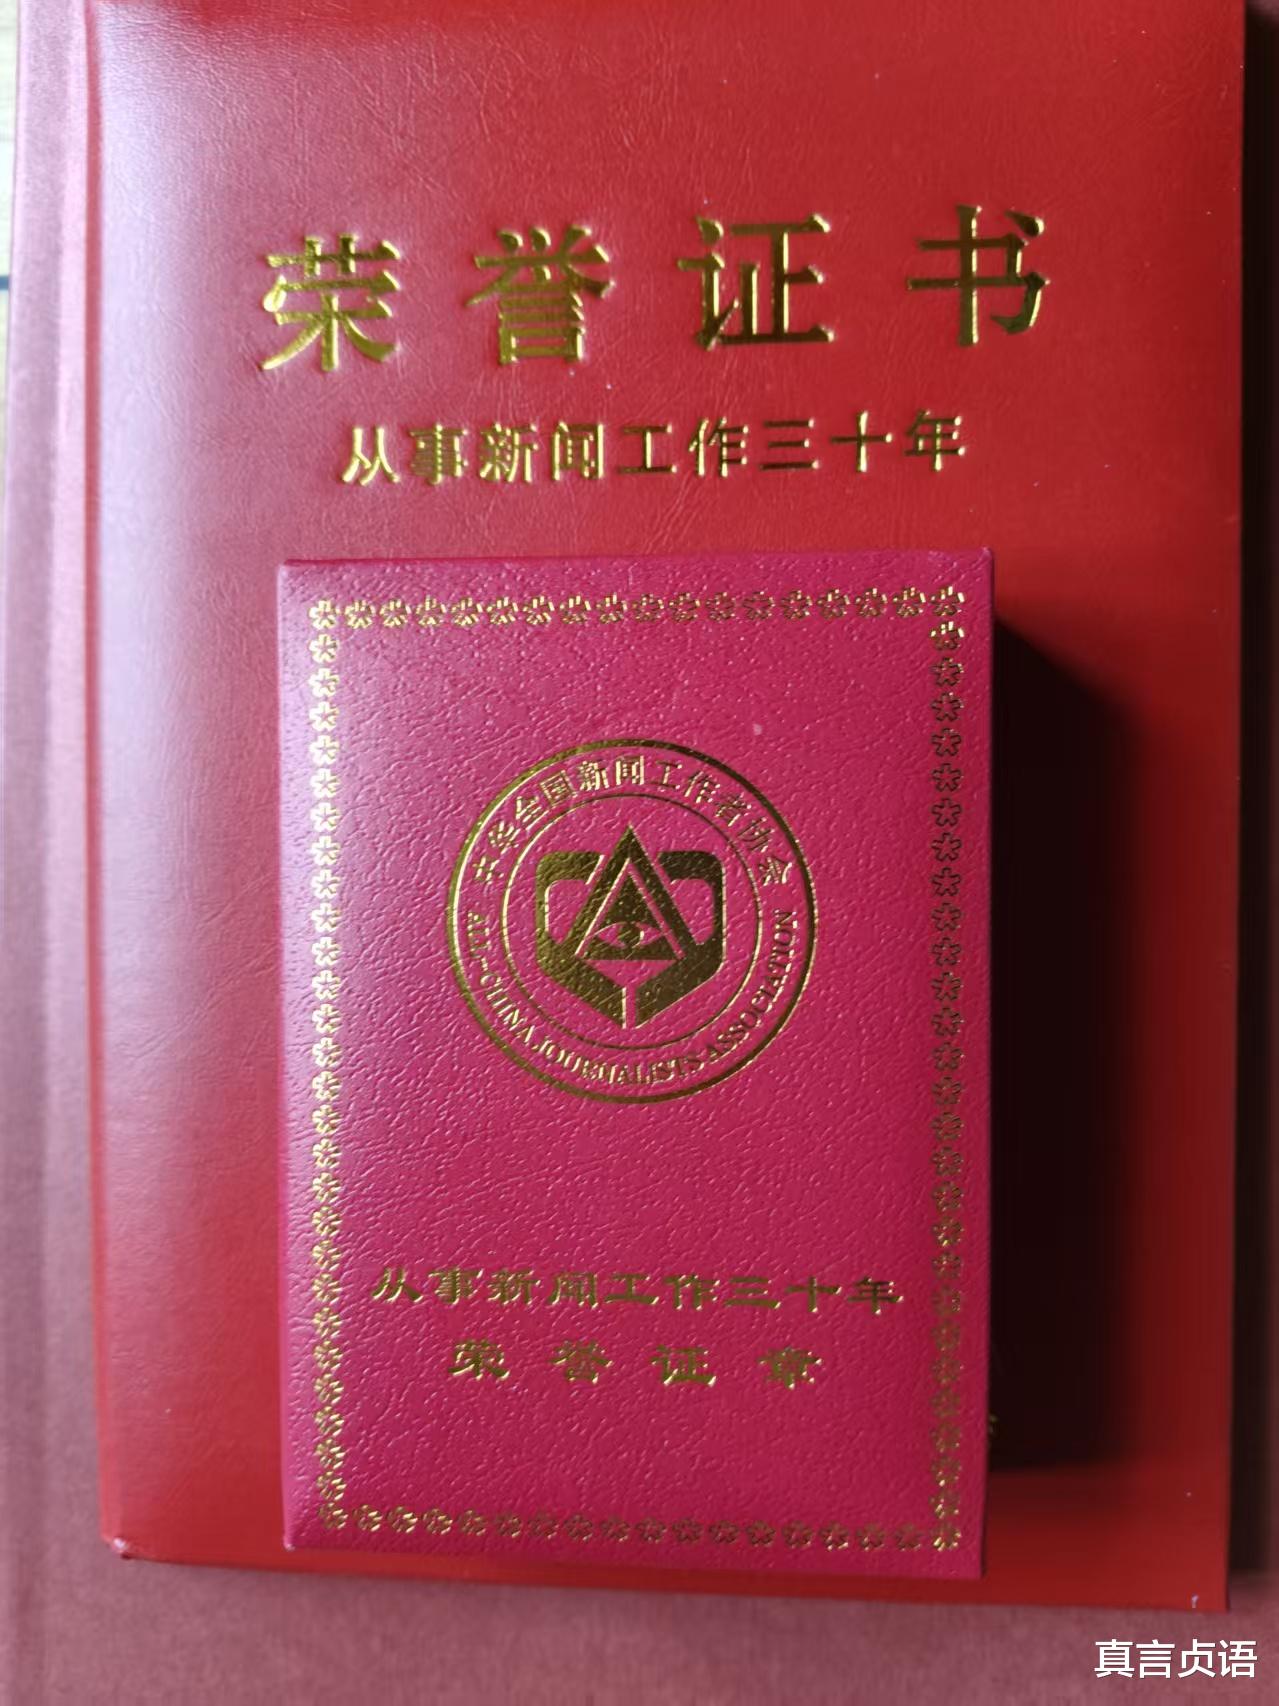 荣誉证书
从事新闻工作三十年
中华全国新闻工作者协会
ALL-CHINA JOURNALISTS ASSOCIATION
从事新闻工作三十年
荣誉证章
真言贞语